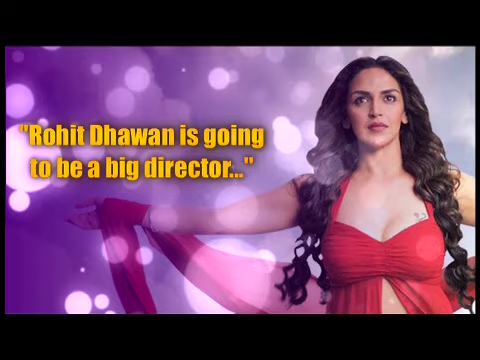 "Rohit Dhawan is going
to be a big director..."